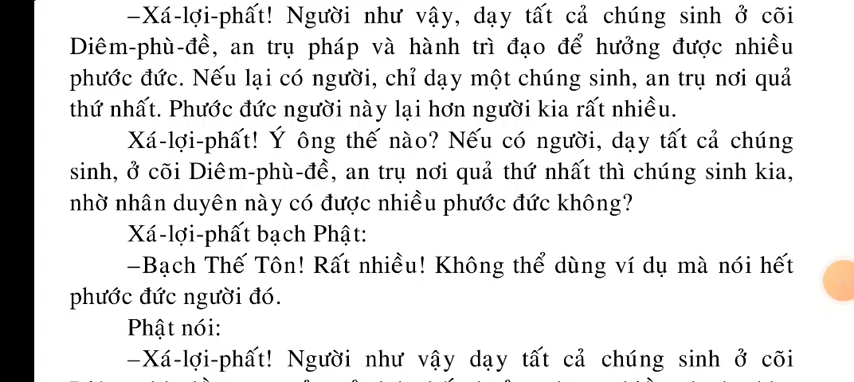 –Xá-lợi-phất! Người như vậy, dạy tất cả chúng sinh ở cõi
Diêm-phù-đề, an trụ pháp và hành trì đạo để hưởng được nhiều
phước đức. Nếu lại có người, chỉ dạy một chúng sinh, an trụ nơi quả
thứ nhất. Phước đức người này lại hơn người kia rất nhiều.
Xá-lợi-phất! Ý ông thế nào? Nếu có người, dạy tất cả chúng
sinh, ở cõi Diêm-phù-đề, an trụ nơi quả thứ nhất thì chúng sinh kia,
nhờ nhân duyên này có được nhiều phước đức không?
Xá-lợi-phất bạch Phật:
–Bạch Thế Tôn! Rất nhiều! Không thể dùng ví dụ mà nói hết
phước đức người đó.
Phật nói:
–Xá-lợi-phất! Người như vậy dạy tất cả chúng sinh ở cõi